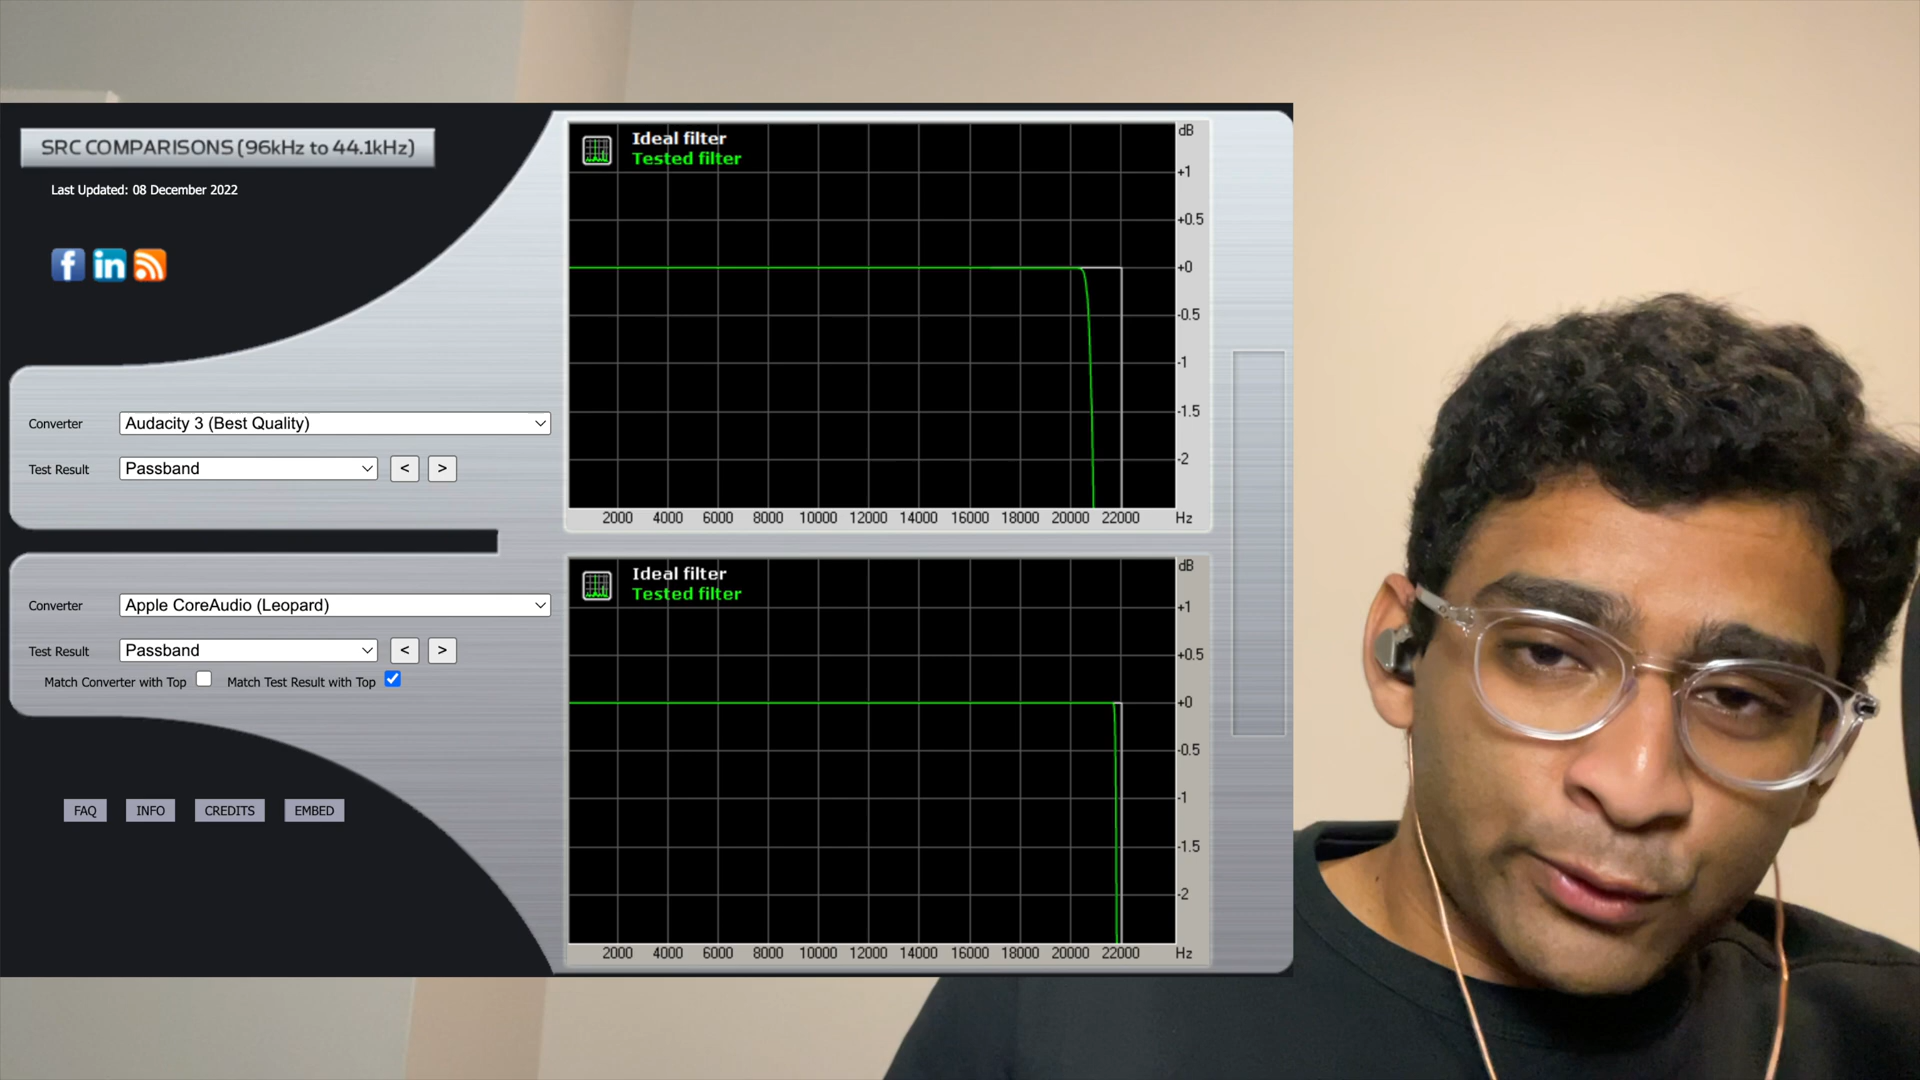 SRC COMPARISONS (96kHz to 44.1kHz)
Last Updated: 08 December 2022
f in
Converter Audacity 3 (Best Quality)
Test Result Passband < >
Converter Apple CoreAudio (Leopard)
Test Result Passband < >
Match Converter with Top Match Test Result with Top
FAQ INFO CREDITS EMBED
Ideal filter
Tested filter
dB
+1
+0.5
+0
-0.5
-1
-1.5
-2
2000 4000 6000 8000 10000 12000 14000 16000 18000 20000 22000 Hz
Ideal filter
Tested filter
dB
+1
+0.5
+0
-0.5
-1
-1.5
-2
2000 4000 6000 8000 10000 12000 14000 16000 18000 20000 22000 Hz